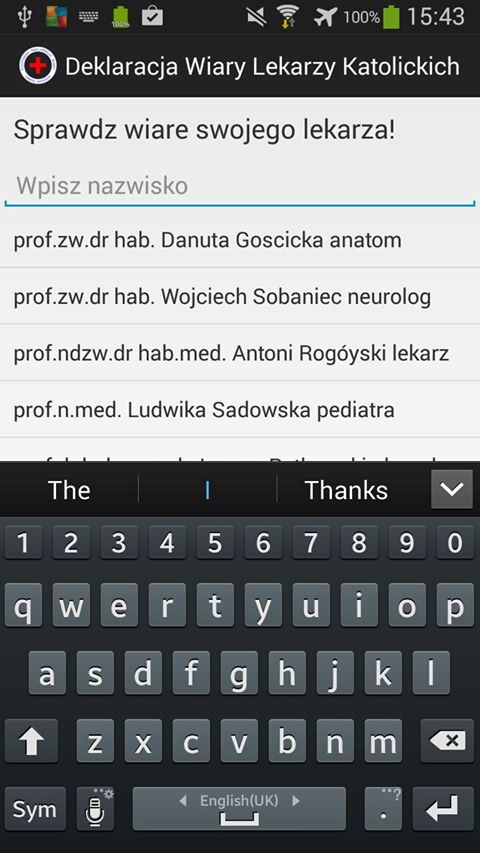 100% 15:43
Deklaracja Wiary Lekarzy Katolickich
Sprawdz wiare swojego lekarza!
Wpisz nazwisko
prof.zw.dr hab. Danuta Goscicka anatom
prof.zw.dr hab. Wojciech Sobaniec neurolog
prof.ndzw.dr hab.med. Antoni Rogóyski lekarz
prof.n.med. Ludwika Sadowska pediatra
The I Thanks
1 2 3 4 5 6 7 8 9 0
q w e r t y u i o p
a s d f g h j k l
z x c v b n m
Sym English(UK) . ?